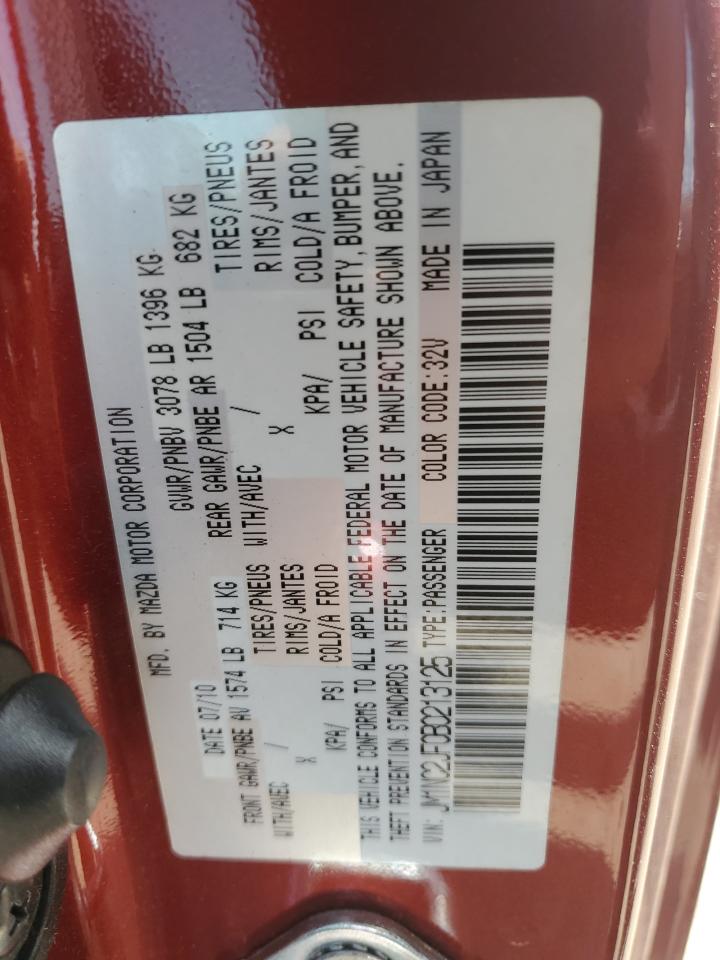 MFD. BY MAZDA MOTOR CORPORATION
DATE 07/10 GVWR/PNBV 3078 LB 1396 KG
FRONT GAWR/PNBE AV 1574 LB 714 KG REAR GAWR/PNBE AR 1504 LB 682 KG
WITH/AVEC / TIRES/PNEUS WITH/AVEC / TIRES/PNEUS
X RIMS/JANTES X RIMS/JANTES
KPA/ PSI COLD/A FROID KPA/ PSI COLD/A FROID
THIS VEHICLE CONFORMS TO ALL APPLICABLE FEDERAL MOTOR VEHICLE SAFETY, BUMPER, AND
THEFT PREVENTION STANDARDS IN EFFECT ON THE DATE OF MANUFACTURE SHOWN ABOVE.
VIN: JM1NC2JF0B0213125 TYPE:PASSENGER COLOR CODE:32V MADE IN JAPAN